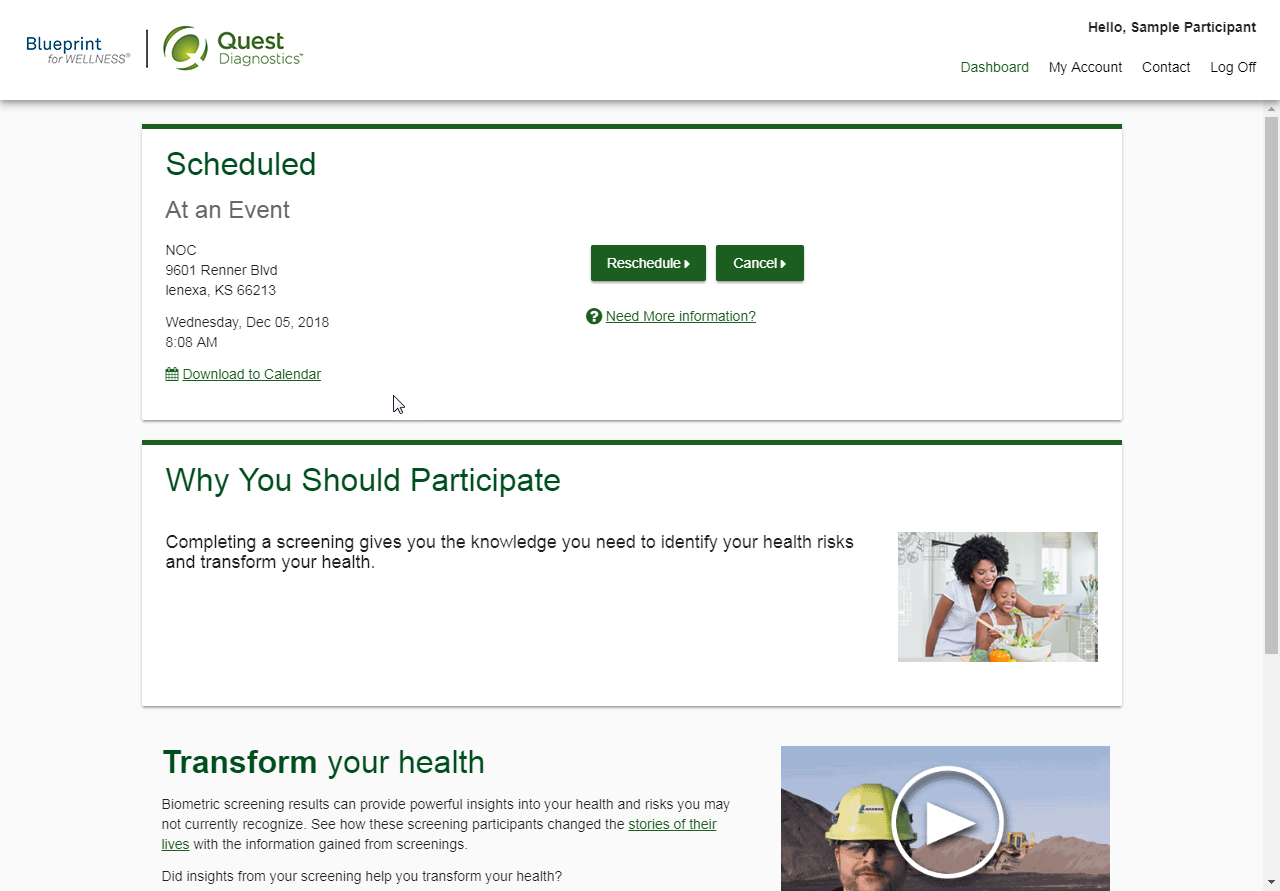 Hello, Sample Participant
Blueprint
for WELLNESS®
Quest
Diagnostics™
Dashboard My Account Contact Log Off
Scheduled
At an Event
NOC
9601 Renner Blvd
lenexa, KS 66213
Wednesday, Dec 05, 2018
8:08 AM
Download to Calendar
Reschedule Cancel
Need More information?
Why You Should Participate
Completing a screening gives you the knowledge you need to identify your health risks
and transform your health.
Transform your health
Biometric screening results can provide powerful insights into your health and risks you may
not currently recognize. See how these screening participants changed the stories of their
lives with the information gained from screenings.
Did insights from your screening help you transform your health?